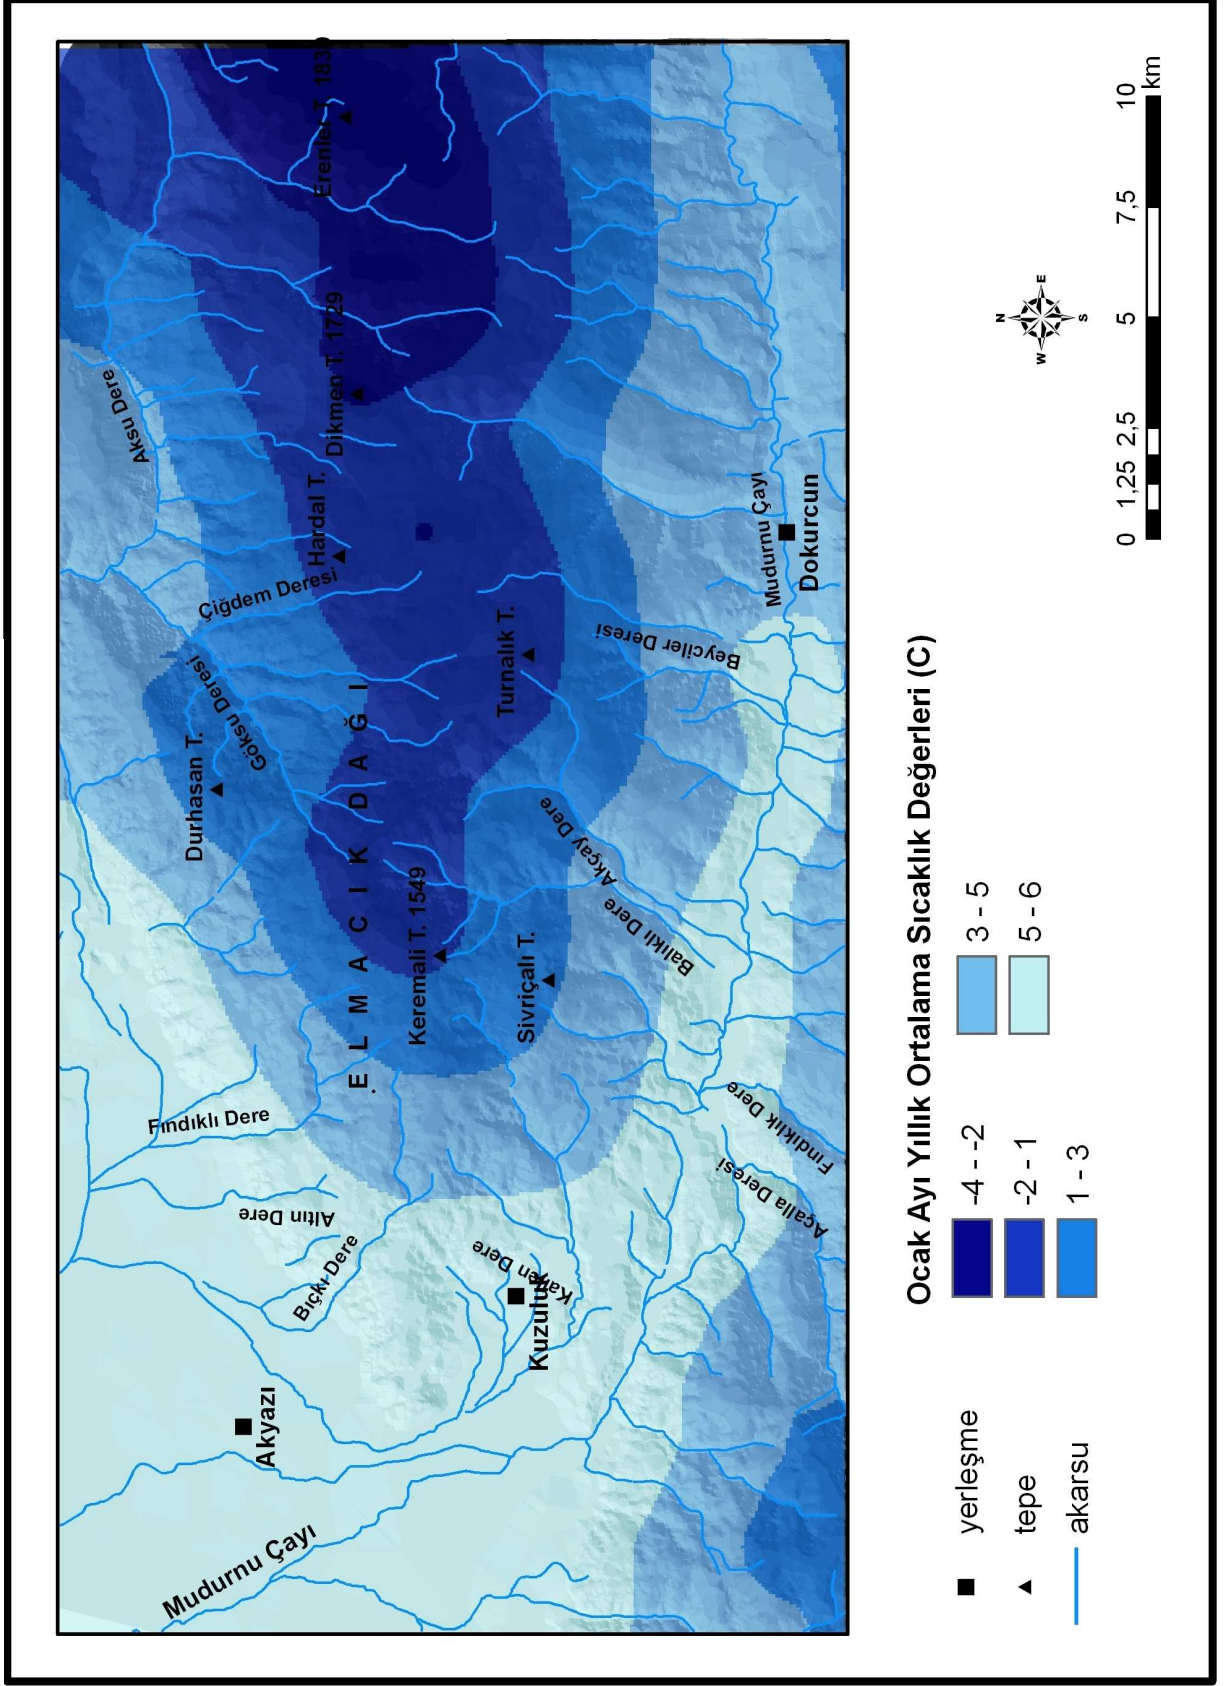 Mudurnu Çayı
Akyazı
Kuzuluk
Karmen Dere
Bıçkı Dere
Altın Dere
Fındıklı Dere
Açalla Deresi
Fındıklık Dere
E L M A C I K D A Ğ I
Keremali T. 1549
Sivriçalı T.
Balıklı Dere
Akçay Dere
Durhasan T.
Göksu Deresi
Turnalık T.
Beyciler Deresi
Çiğdem Deresi
Hardal T.
Dikmen T. 1729
Aksu Dere
Mudurnu Çayı
Dokurcun
Erenler T. 1830
Ocak Ayı Yıllık Ortalama Sıcaklık Değerleri (C)
yerleşme
tepe
akarsu
-4 - -2
-2 - 1
1 - 3
3 - 5
5 - 6
N
E
S
W
0 1,25 2,5 5 7,5 10
km